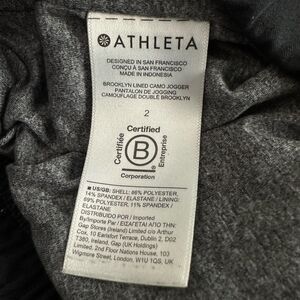 ATHLETA
DESIGNED IN SAN FRANCISCO
CONÇU À SAN FRANCISCO
MADE IN INDONESIA
BROOKLYN LINED CAMO JOGGER
PANTALON DE JOGGING
CAMOUFLAGE DOUBLÉ BROOKLYN
2
Certified
Certifiée
B
Entreprise
Corporation
■ US/GB: SHELL: 86% POLYESTER,
14% SPANDEX / ELASTANE / LINING:
89% POLYESTER, 11% SPANDEX /
ELASTANE
DISTRIBUIDO POR / Imported
By/Importe Par / ΕΙΣΑΓΕΤΑΙ ΑΠΟ ΤΗΝ:
Gap Stores (Ireland) Limited c/o Arthur
Cox, 10 Earlsfort Terrace, Dublin 2, D02
T380, Ireland, Gap (UK Holdings)
Limited, 2nd Floor Nations House, 103
Wigmore Street, London, W1U 1QS, UK